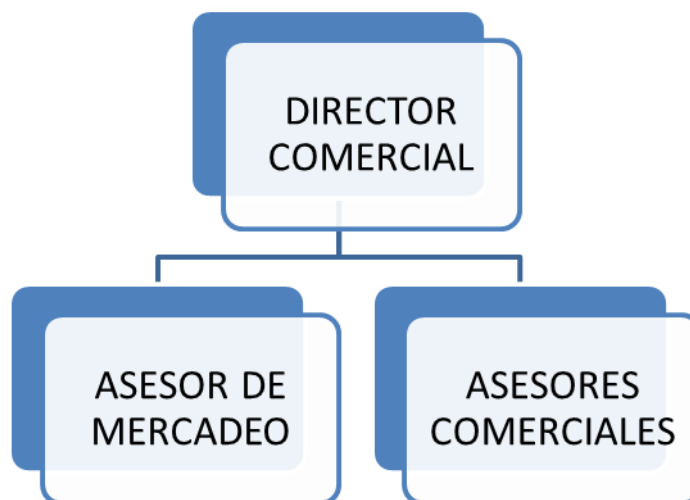 DIRECTOR
COMERCIAL
ASESOR DE
MERCADEO
ASESORES
COMERCIALES